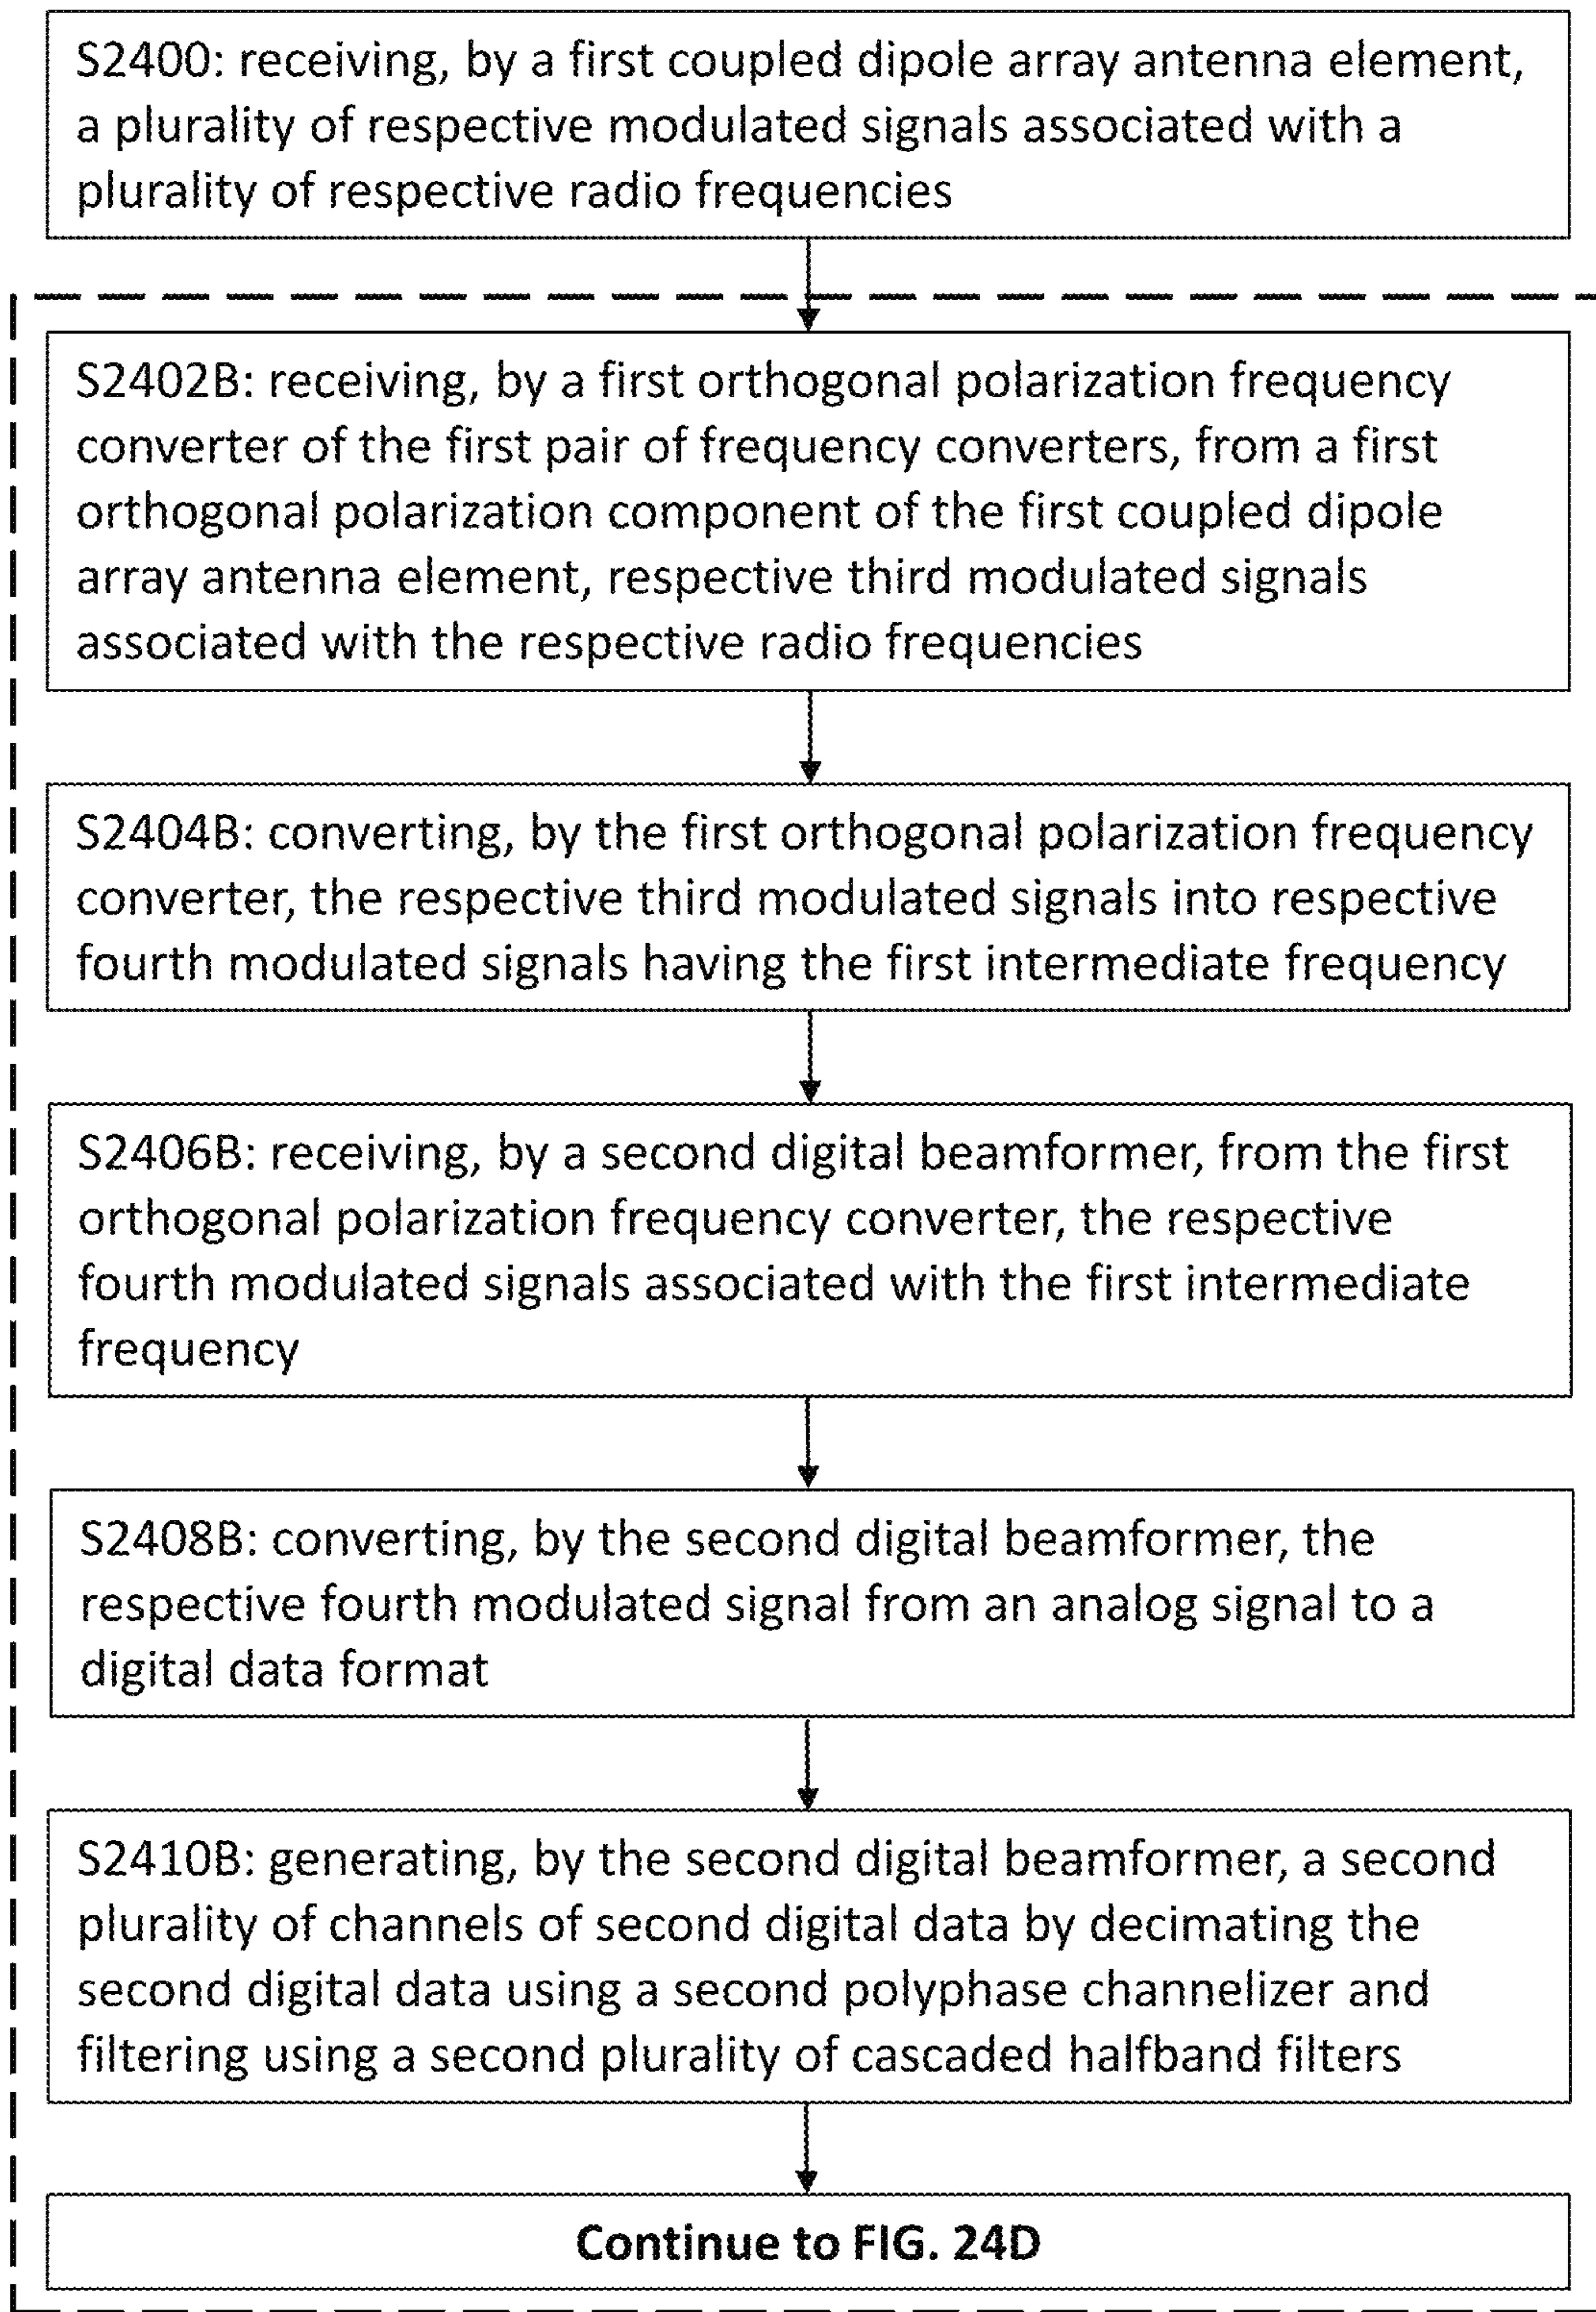 S2400: receiving, by a first coupled dipole array antenna element,
a plurality of respective modulated signals associated with a
plurality of respective radio frequencies
S2402B: receiving, by a first orthogonal polarization frequency
converter of the first pair of frequency converters, from a first
orthogonal polarization component of the first coupled dipole
array antenna element, respective third modulated signals
associated with the respective radio frequencies
S2404B: converting, by the first orthogonal polarization frequency
converter, the respective third modulated signals into respective
fourth modulated signals having the first intermediate frequency
S2406B: receiving, by a second digital beamformer, from the first
orthogonal polarization frequency converter, the respective
fourth modulated signals associated with the first intermediate
frequency
S2408B: converting, by the second digital beamformer, the
respective fourth modulated signal from an analog signal to a
digital data format
S2410B: generating, by the second digital beamformer, a second
plurality of channels of second digital data by decimating the
second digital data using a second polyphase channelizer and
filtering using a second plurality of cascaded halfband filters
Continue to FIG. 24D